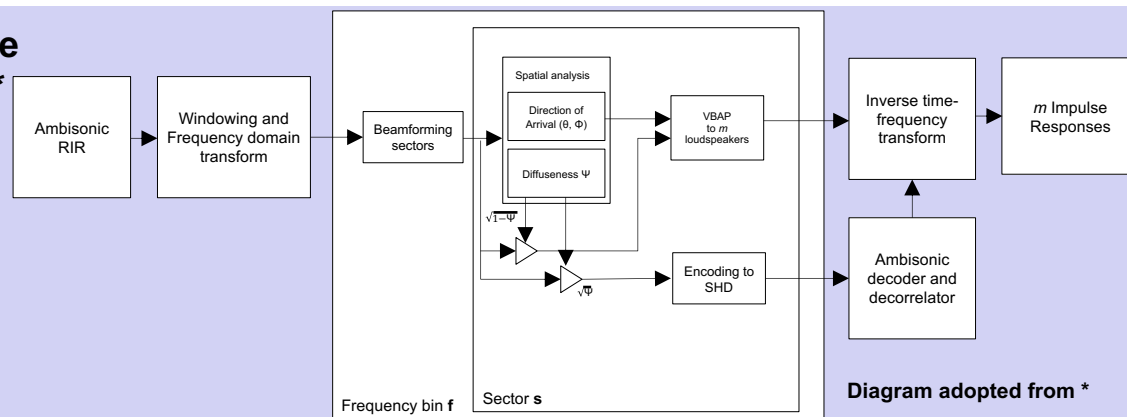 e
*
Ambisonic
RIR
Windowing and
Frequency domain
transform
Beamforming
sectors
Spatial analysis
Direction of
Arrival (θ, Φ)
Diffuseness Ψ
√1−Ψ
√Ψ
VBAP
to m
loudspeakers
Encoding to
SHD
Inverse time-
frequency
transform
m Impulse
Responses
Ambisonic
decoder and
decorrelator
Frequency bin f
Sector s
Diagram adopted from *